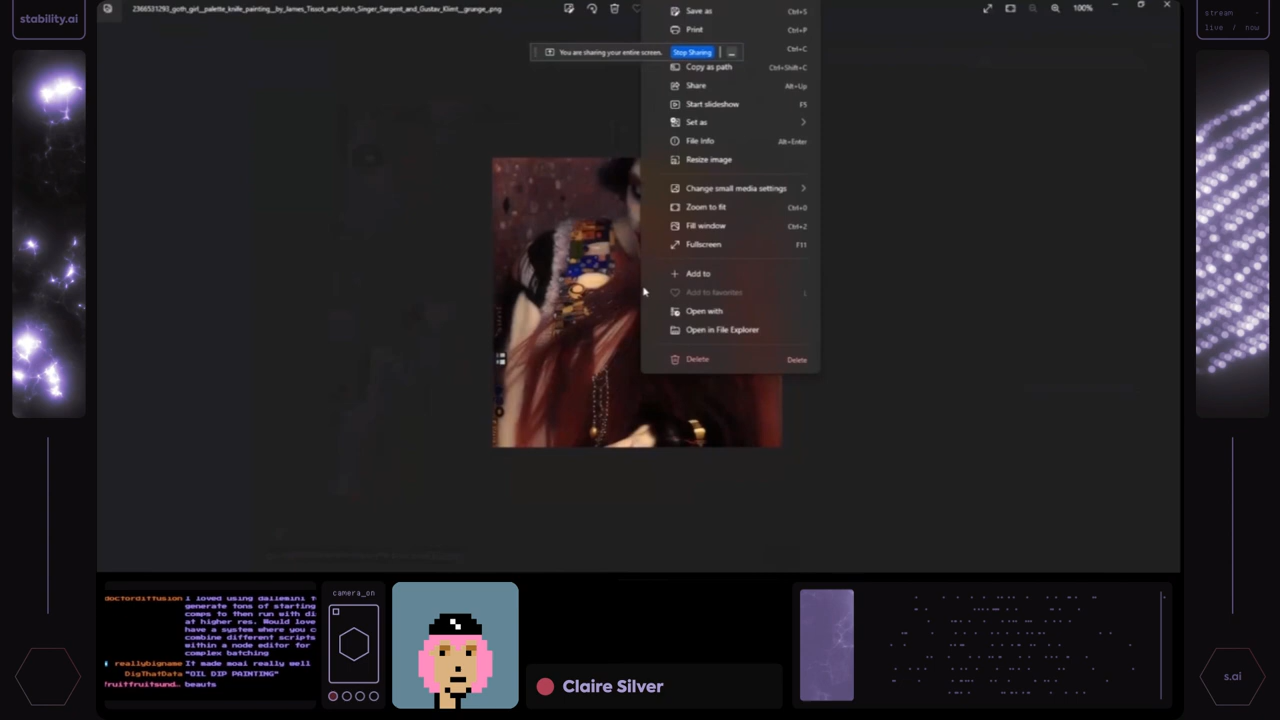 stability.ai
2366531293_goth_girl__palette_knife_painting__by_James_Tissot_and_John_Singer_Sargent_and_Gustav_Klimt__grunge_.png
100%
stream -
live / now
Save as Ctrl+S
Print Ctrl+P
Ctrl+C
You are sharing your entire screen. Stop Sharing
Copy as path Ctrl+Shift+C
Share Alt+Up
Start slideshow F5
Set as
File info Alt+Enter
Resize image
Change small media settings
Zoom to fit Ctrl+0
Fill window Ctrl+Z
Fullscreen F11
Add to
Add to favorites
Open with
Open in File Explorer
Delete Delete
doctordiffusion I loved using dallemini t
generate tons of starting
comps to then run with di
at higher res. Would love
have a system where you c
combine different scripts
within a node editor for
complex batching
reallybigname It made moai really well
DigThatData "OIL DIP PAINTING"
fruitfruitsund… beauts
camera_on
Claire Silver
s.ai